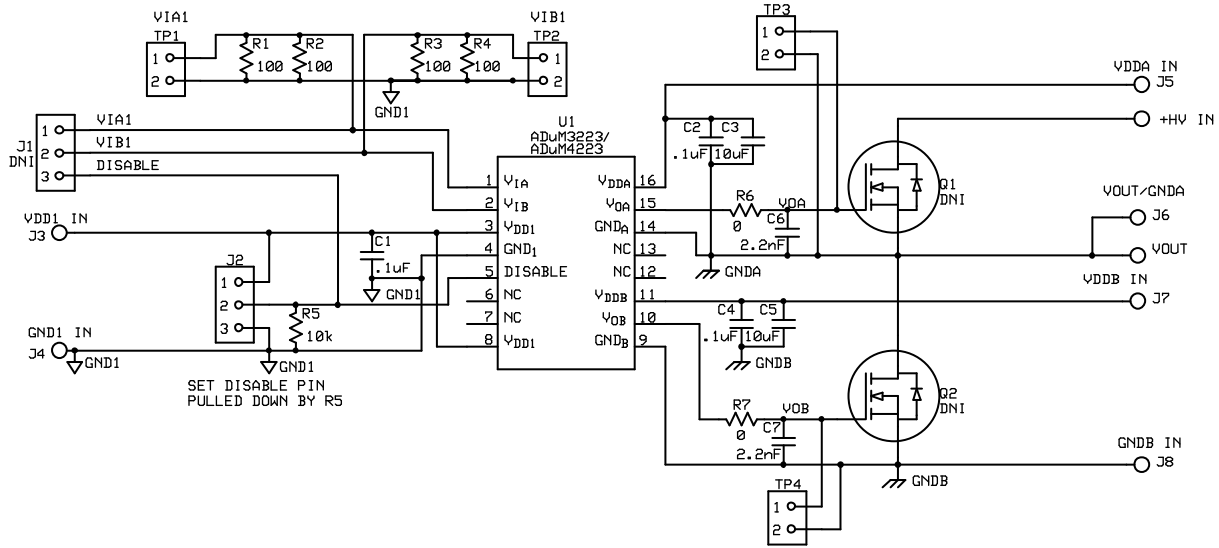 VIA1
TP1
1
2
R1
100
R2
100
R3
100
R4
100
GND1
VIB1
TP2
1
2
TP3
1
2
VDDA IN
J5
+HV IN
J1
DNI
1
2
3
VIA1
VIB1
DISABLE
U1
ADuM3223/
ADuM4223
1 VIA
2 VIB
3 VDD1
4 GND1
5 DISABLE
6 NC
7 NC
8 VDD1
VDDA 16
VOA 15
GNDA 14
NC 13
NC 12
VDDB 11
VOB 10
GNDB 9
C2
.1uF
C3
10uF
R6
0
VOA
C6
2.2nF
GNDA
Q1
DNI
VOUT/GNDA
J6
VOUT
VDDB IN
J7
VDD1 IN
J3
C1
.1uF
GND1
J2
1
2
3
R5
10k
GND1 IN
J4
GND1
GND1
SET DISABLE PIN
PULLED DOWN BY R5
C4
.1uF
C5
10uF
GNDB
R7
0
VOB
C7
2.2nF
Q2
DNI
GNDB IN
J8
GNDB
TP4
1
2